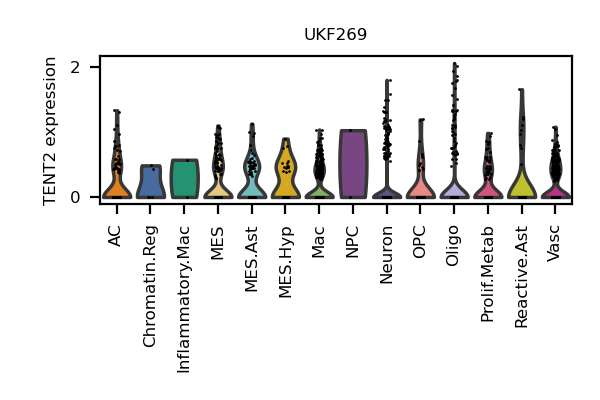 UKF269
TENT2 expression
2
0
AC
Chromatin.Reg
Inflammatory.Mac
MES
MES.Ast
MES.Hyp
Mac
NPC
Neuron
OPC
Oligo
Prolif.Metab
Reactive.Ast
Vasc